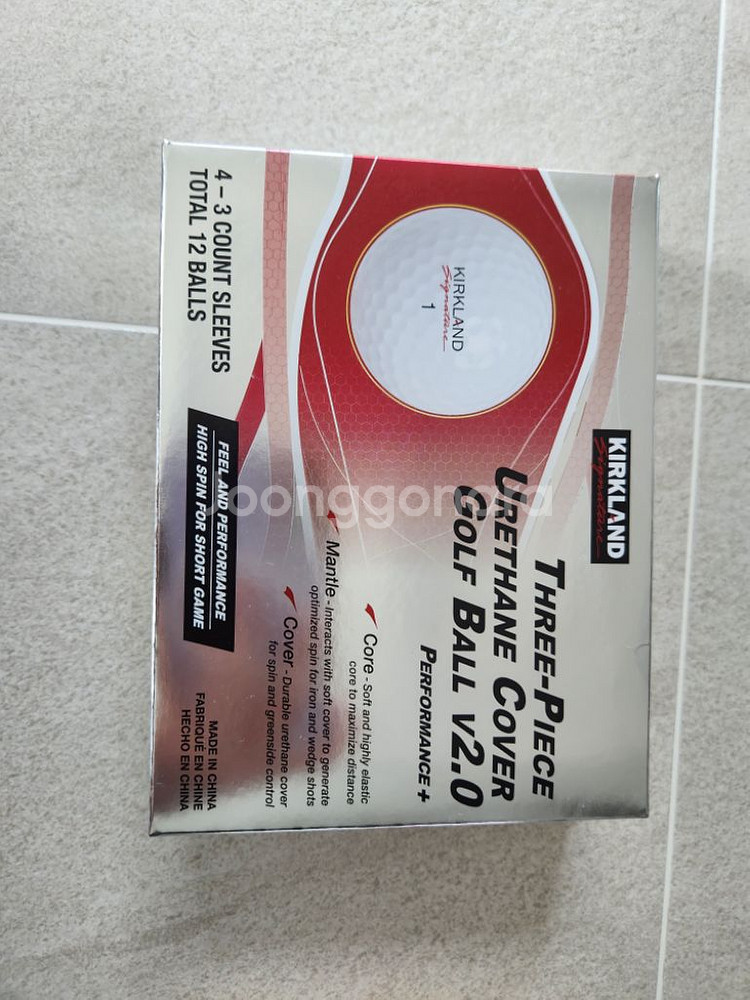 KIRKLAND
Signature
THREE-PIECE
URETHANE COVER
GOLF BALL V2.0
PERFORMANCE+
KIRKLAND
Signature
1
Core - Soft and highly elastic
core to maximize distance
Mantle - Interacts with soft cover to generate
optimized spin for iron and wedge shots
Cover - Durable urethane cover
for spin and greenside control
FEEL AND PERFORMANCE
HIGH SPIN FOR SHORT GAME
4 – 3 COUNT SLEEVES
TOTAL 12 BALLS
MADE IN CHINA
FABRIQUÉ EN CHINE
HECHO EN CHINA
joonggonara